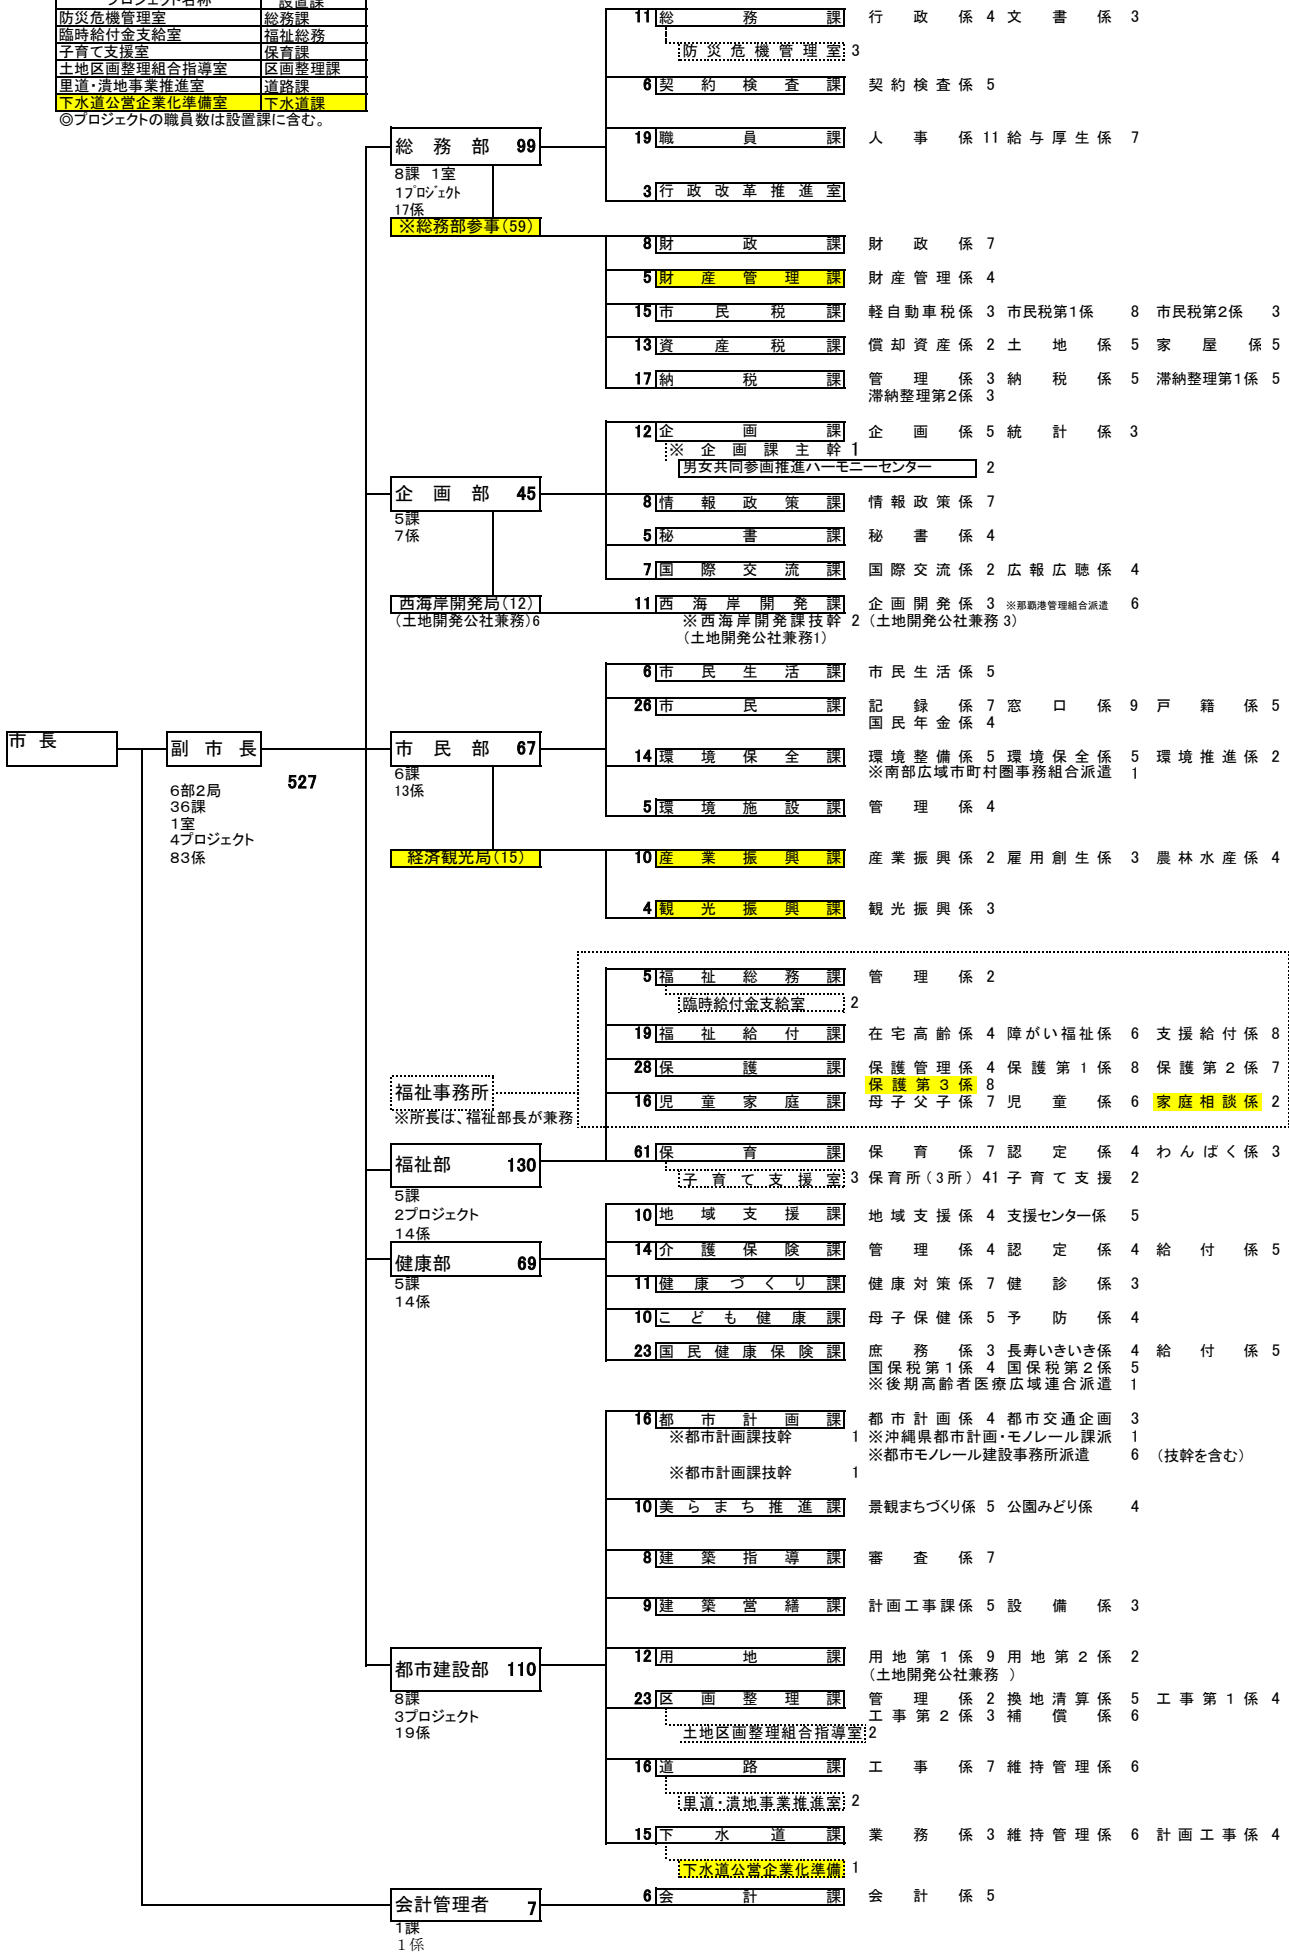 プロジェクト名称 設置課
防災危機管理室 総務課
臨時給付金支給室 福祉総務
子育て支援室 保育課
土地区画整理組合指導室 区画整理課
里道・潰地事業推進室 道路課
下水道公営企業化準備室 下水道課
◎プロジェクトの職員数は設置課に含む。
市長
副市長
527
6部2局
36課
1室
4プロジェクト
83係
総務部 99
8課 1室
1プロジェクト
17係
※総務部参事(59)
11 総務課 行政係 4 文書係 3
防災危機管理室 3
6 契約検査課 契約検査係 5
19 職員課 人事係 11 給与厚生係 7
3 行政改革推進室
8 財政課 財政係 7
5 財産管理課 財産管理係 4
15 市民税課 軽自動車税係 3 市民税第1係 8 市民税第2係 3
13 資産税課 償却資産係 2 土地係 5 家屋係 5
17 納税課 管理係 3 納税係 5 滞納整理第1係 5
滞納整理第2係 3
企画部 45
5課
7係
12 企画課 企画係 5 統計係 3
※企画課主幹 1
男女共同参画推進ハーモニーセンター 2
8 情報政策課 情報政策係 7
5 秘書課 秘書係 4
7 国際交流課 国際交流係 2 広報広聴係 4
西海岸開発局(12)
(土地開発公社兼務)6
11 西海岸開発課 企画開発係 3 ※那覇港管理組合派遣 6
※西海岸開発課技幹 2 (土地開発公社兼務 3)
(土地開発公社兼務1)
市民部 67
6課
13係
6 市民生活課 市民生活係 5
26 市民課 記録係 7 窓口係 9 戸籍係 5
国民年金係 4
14 環境保全課 環境整備係 5 環境保全係 5 環境推進係 2
※南部広域市町村圏事務組合派遣 1
5 環境施設課 管理係 4
経済観光局(15)
10 産業振興課 産業振興係 2 雇用創生係 3 農林水産係 4
4 観光振興課 観光振興係 3
福祉事務所
※所長は、福祉部長が兼務
5 福祉総務課 管理係 2
臨時給付金支給室 2
19 福祉給付課 在宅高齢係 4 障がい福祉係 6 支援給付係 8
28 保護課 保護管理係 4 保護第1係 8 保護第2係 7
保護第3係 8
16 児童家庭課 母子父子係 7 児童係 6 家庭相談係 2
福祉部 130
5課
2プロジェクト
14係
61 保育課 保育係 7 認定係 4 わんぱく係 3
子育て支援室 3 保育所(3所) 41 子育て支援 2
健康部 69
5課
14係
10 地域支援課 地域支援係 4 支援センター係 5
14 介護保険課 管理係 4 認定係 4 給付係 5
11 健康づくり課 健康対策係 7 健診係 3
10 こども健康課 母子保健係 5 予防係 4
23 国民健康保険課 庶務係 3 長寿いきいき係 4 給付係 5
国保税第1係 4 国保税第2係 5
※後期高齢者医療広域連合派遣 1
都市建設部 110
8課
3プロジェクト
19係
16 都市計画課 都市計画係 4 都市交通企画 3
※都市計画課技幹 1 ※沖縄県都市計画・モノレール課派 1
※都市モノレール建設事務所派遣 6 (技幹を含む)
※都市計画課技幹 1
10 美らまち推進課 景観まちづくり係 5 公園みどり係 4
8 建築指導課 審査係 7
9 建築営繕課 計画工事課係 5 設備係 3
12 用地課 用地第1係 9 用地第2係 2
(土地開発公社兼務 )
23 区画整理課 管理係 2 換地清算係 5 工事第1係 4
工事第2係 3 補償係 6
土地区画整理組合指導室 2
16 道路課 工事係 7 維持管理係 6
里道・潰地事業推進室 2
15 下水道課 業務係 3 維持管理係 6 計画工事係 4
下水道公営企業化準備 1
会計管理者 7
1課
1係
6 会計課 会計係 5